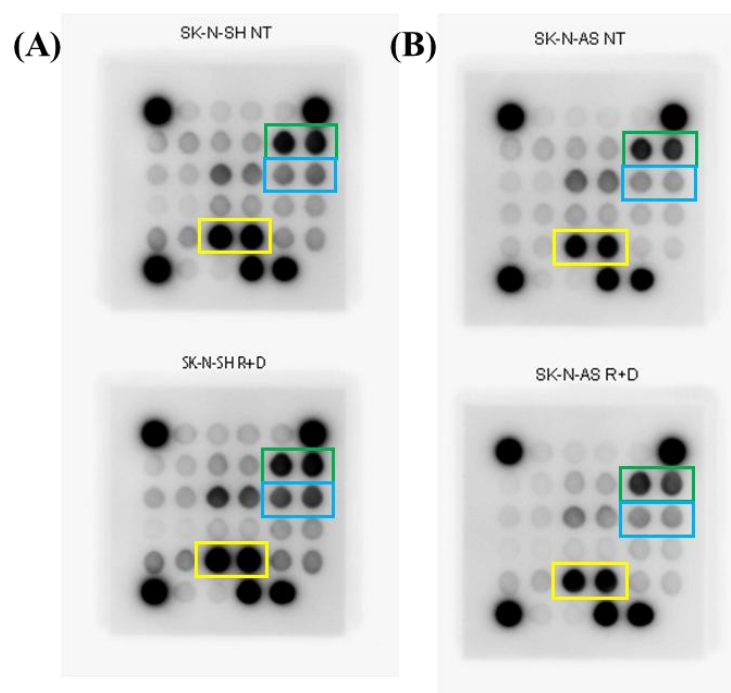 (A)
SK-N-SH NT
(B)
SK-N-AS NT
SK-N-SH R+D
SK-N-AS R+D